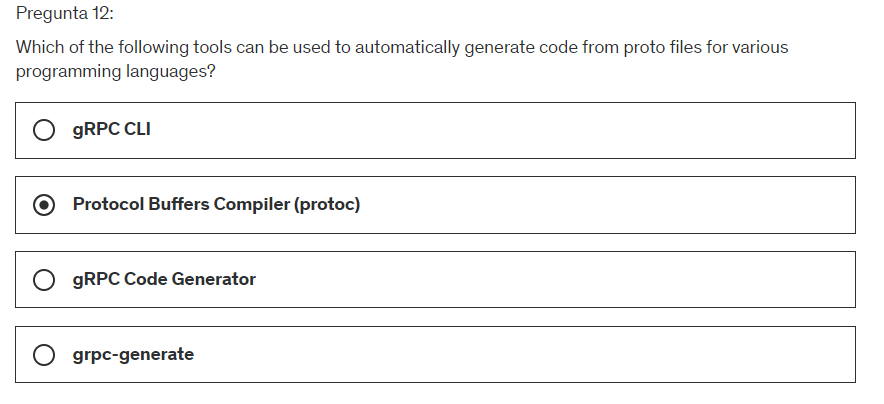 Pregunta 12:
Which of the following tools can be used to automatically generate code from proto files for various
programming languages?
gRPC CLI
Protocol Buffers Compiler (protoc)
gRPC Code Generator
grpc-generate